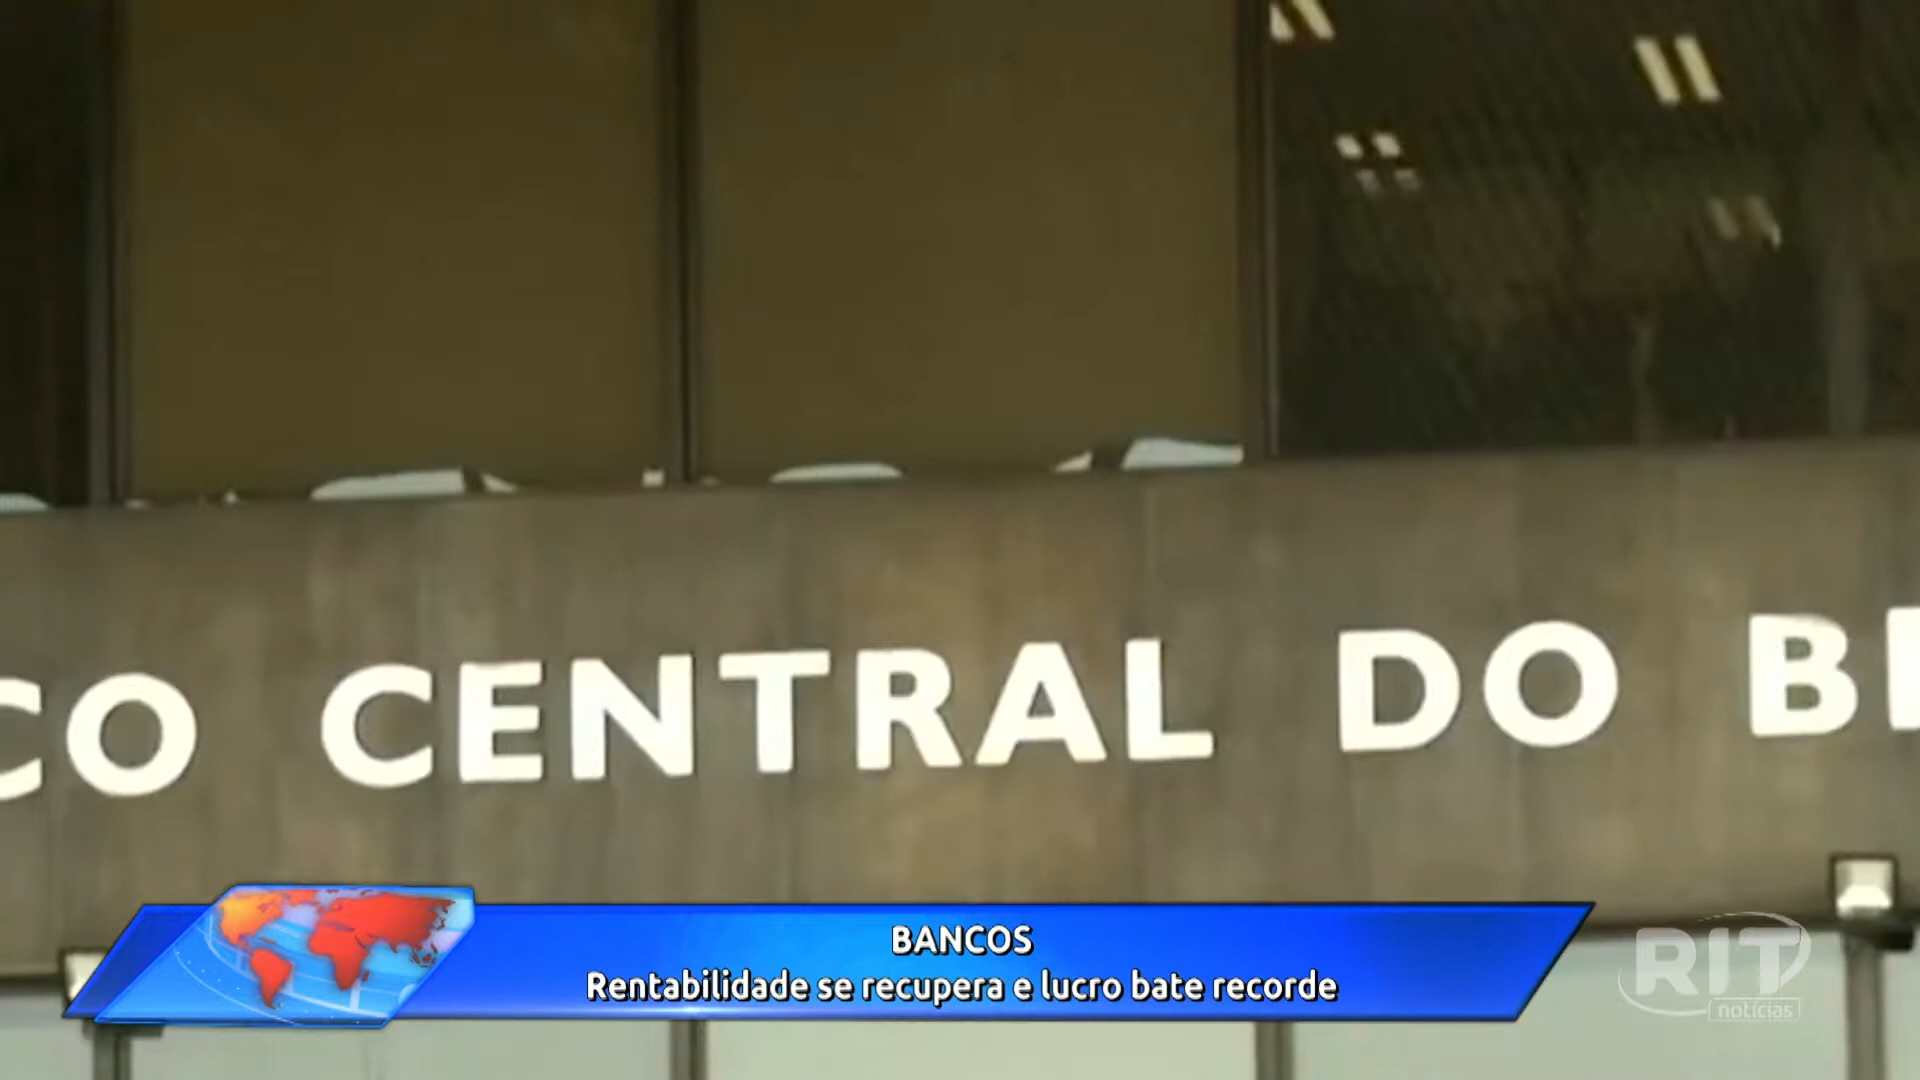 CO CENTRAL DO B
BANCOS
Rentabilidade se recupera e lucro bate recorde
RIT
notícias